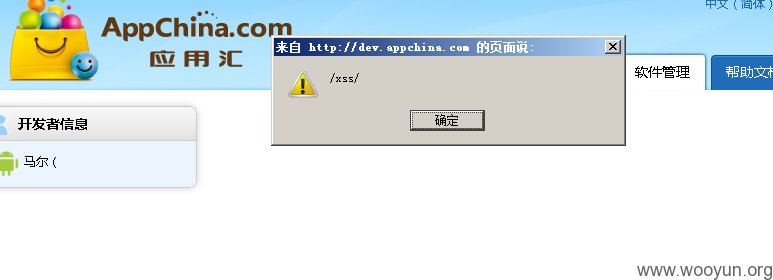 中文（简体）
AppChina.com
应用汇
来自 http://dev.appchina.com 的页面说:
/xss/
确定
软件管理
帮助文档
开发者信息
马尔 (
www.wooyun.org